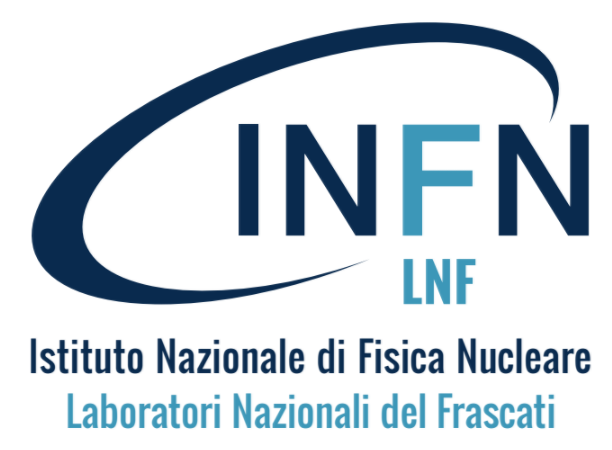 INFN
LNF
Istituto Nazionale di Fisica Nucleare
Laboratori Nazionali del Frascati